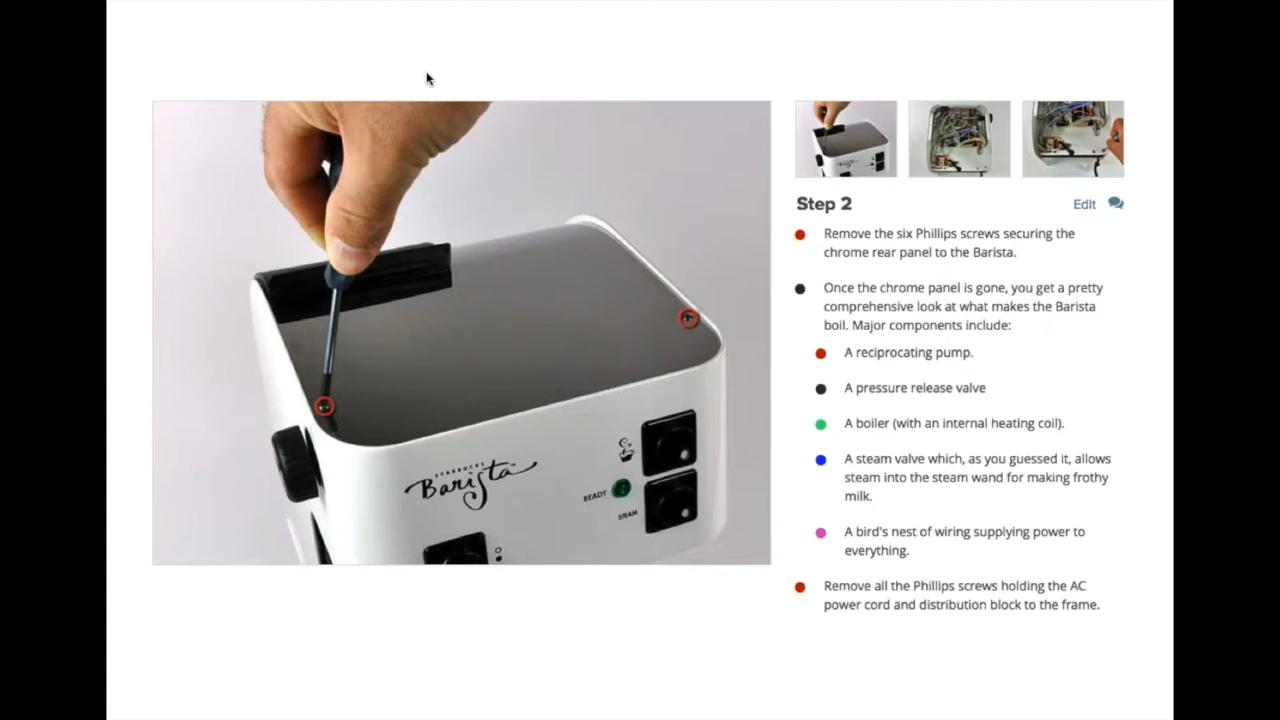 STARBUCKS
Barista™
READY
STEAM
Step 2
Edit
Remove the six Phillips screws securing the
chrome rear panel to the Barista.
Once the chrome panel is gone, you get a pretty
comprehensive look at what makes the Barista
boil. Major components include:
A reciprocating pump.
A pressure release valve
A boiler (with an internal heating coil).
A steam valve which, as you guessed it, allows
steam into the steam wand for making frothy
milk.
A bird's nest of wiring supplying power to
everything.
Remove all the Phillips screws holding the AC
power cord and distribution block to the frame.